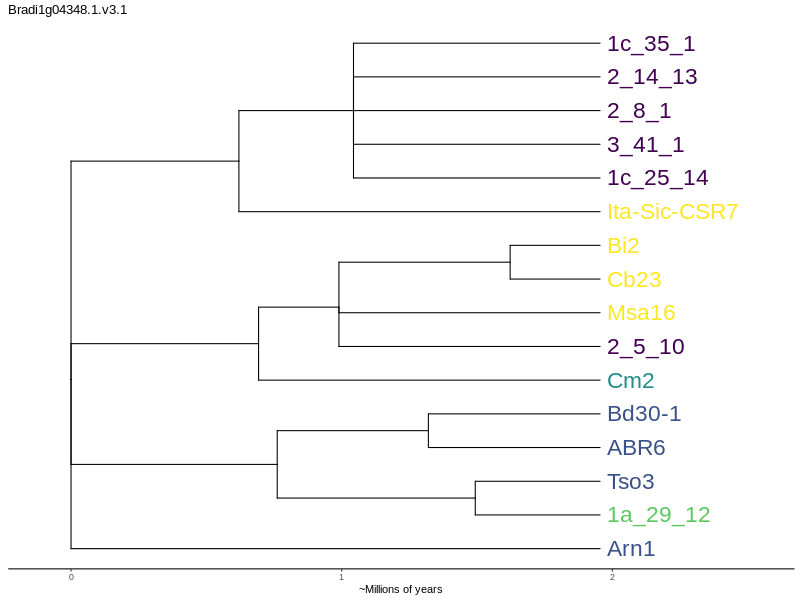 Bradi1g04348.1.v3.1
1c_35_1
2_14_13
2_8_1
3_41_1
1c_25_14
Ita-Sic-CSR7
Bi2
Cb23
Msa16
2_5_10
Cm2
Bd30-1
ABR6
Tso3
1a_29_12
Arn1
0 1 2
~Millions of years